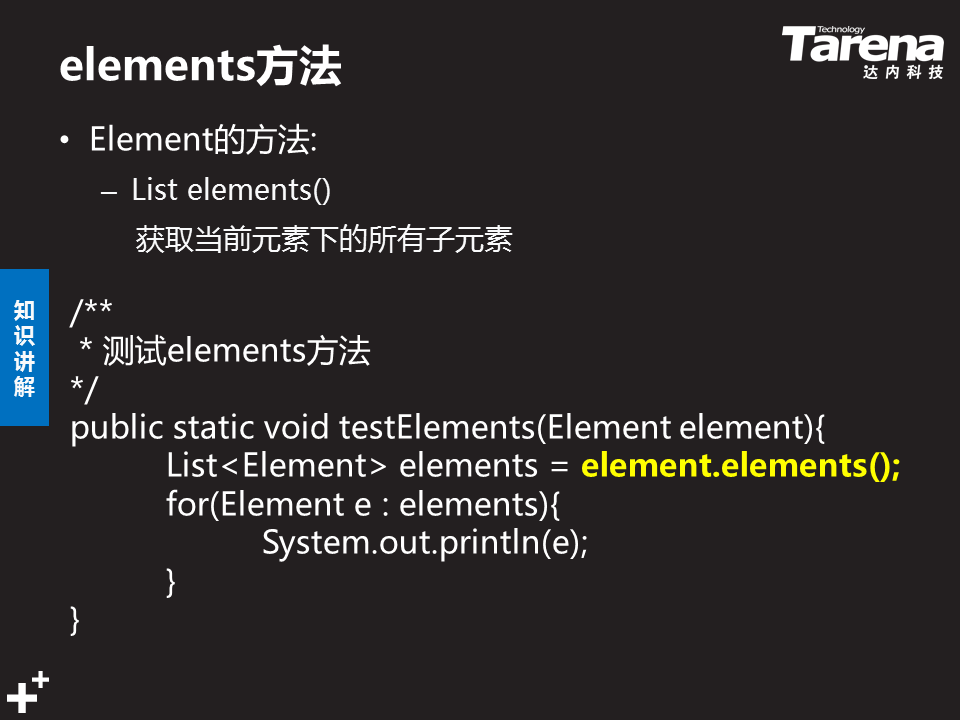 elements方法
Technology
Tarena
达内科技
• Element的方法:
– List elements()
获取当前元素下的所有子元素
知识讲解
/**
* 测试elements方法
*/
public static void testElements(Element element){
List<Element> elements = element.elements();
for(Element e : elements){
System.out.println(e);
}
}